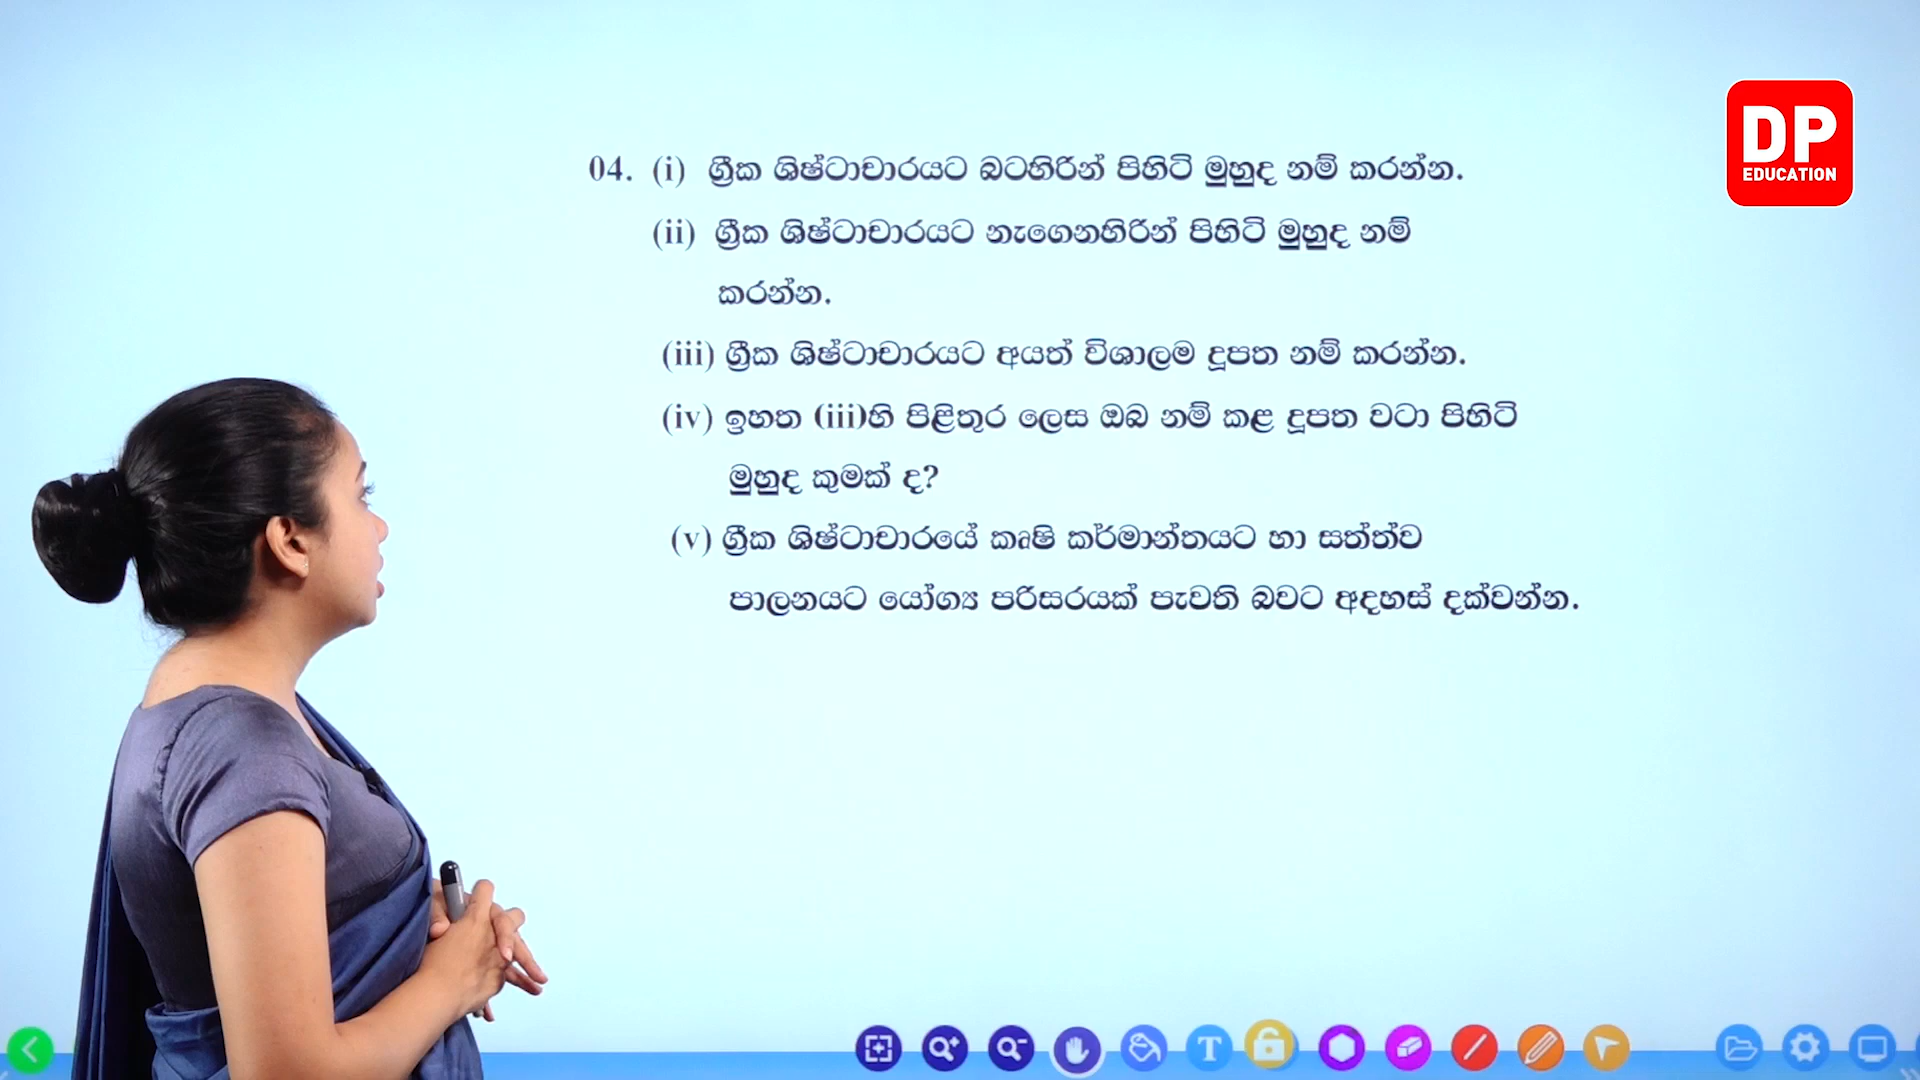 DP
EDUCATION
04. (i) ග්‍රීක ශිෂ්ටාචාරයට බටහිරින් පිහිටි මුහුද නම් කරන්න.
(ii) ග්‍රීක ශිෂ්ටාචාරයට නැගෙනහිරින් පිහිටි මුහුද නම්
කරන්න.
(iii) ග්‍රීක ශිෂ්ටාචාරයට අයත් විශාලම දූපත නම් කරන්න.
(iv) ඉහත (iii)හි පිළිතුර ලෙස ඔබ නම් කළ දූපත වටා පිහිටි
මුහුද කුමක් ද?
(v) ග්‍රීක ශිෂ්ටාචාරයේ කෘෂි කර්මාන්තයට හා සත්ත්ව
පාලනයට යෝග්‍ය පරිසරයක් පැවති බවට අදහස් දක්වන්න.
T